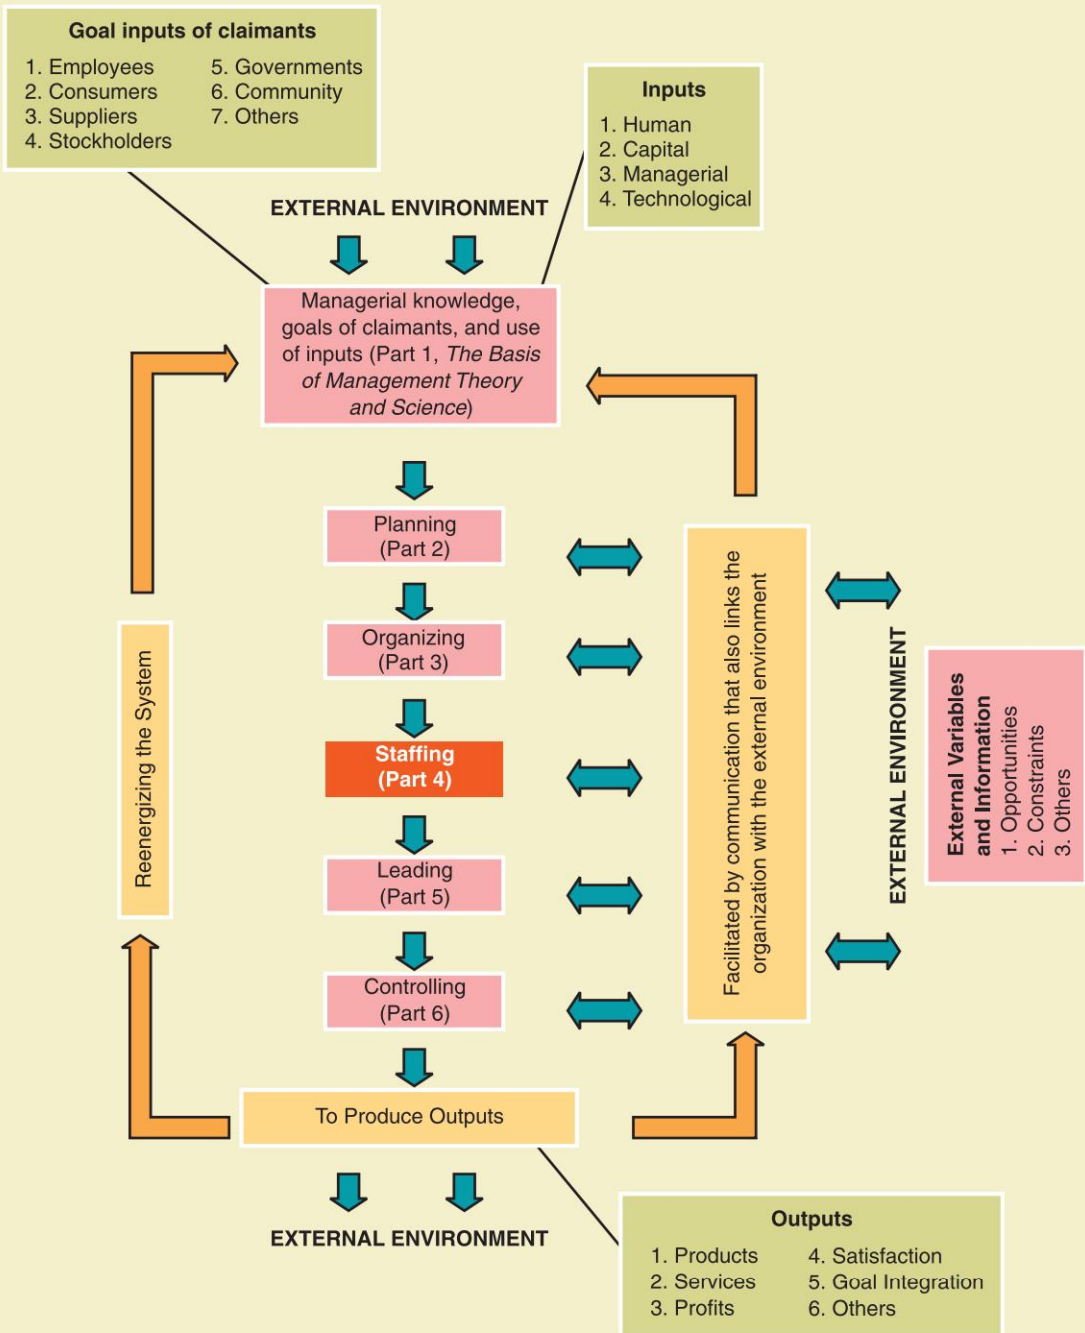 Goal inputs of claimants
1. Employees
2. Consumers
3. Suppliers
4. Stockholders
5. Governments
6. Community
7. Others
Inputs
1. Human
2. Capital
3. Managerial
4. Technological
EXTERNAL ENVIRONMENT
Managerial knowledge,
goals of claimants, and use
of inputs (Part 1, The Basis
of Management Theory
and Science)
Planning
(Part 2)
Organizing
(Part 3)
Staffing
(Part 4)
Leading
(Part 5)
Controlling
(Part 6)
Reenergizing the System
Facilitated by communication that also links the
organization with the external environment
EXTERNAL ENVIRONMENT
External Variables
and Information
1. Opportunities
2. Constraints
3. Others
To Produce Outputs
EXTERNAL ENVIRONMENT
Outputs
1. Products
2. Services
3. Profits
4. Satisfaction
5. Goal Integration
6. Others